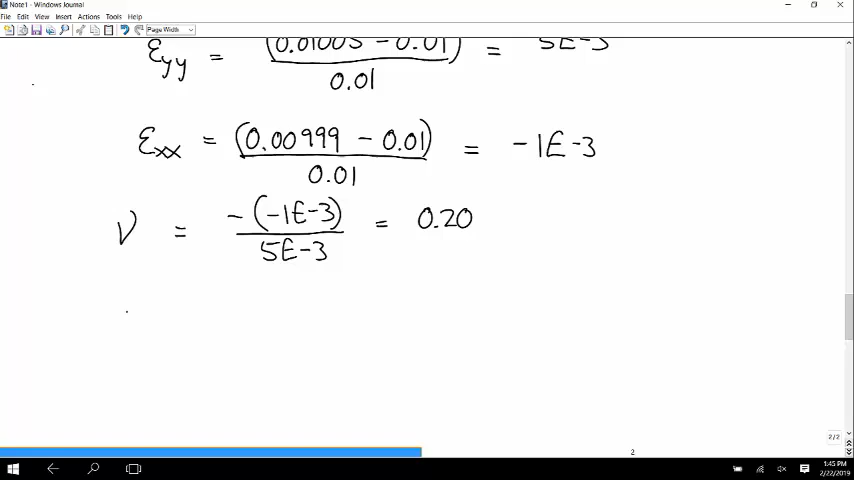 Note1 - Windows Journal
File Edit View Insert Actions Tools Help
Page Width
εyy = (0.01005 - 0.01) / 0.01 = 5E-3
εxx = (0.00999 - 0.01) / 0.01 = -1E-3
ν = -(-1E-3) / 5E-3 = 0.20
2/2
2
1:45 PM
2/22/2019